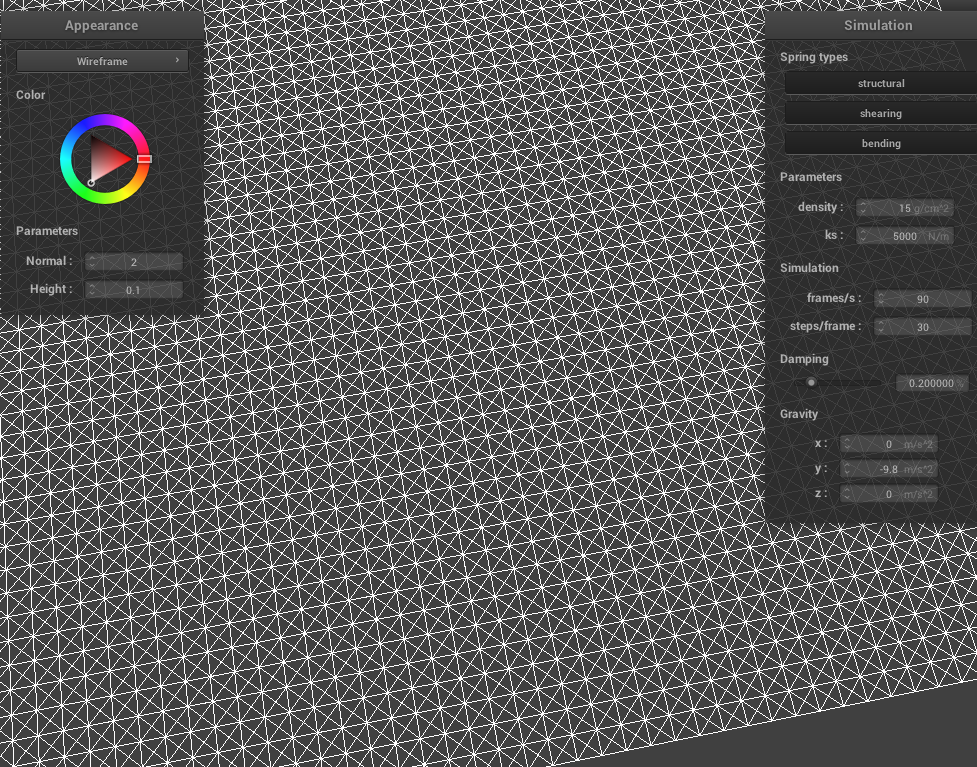 Appearance
Wireframe
Color
Parameters
Normal : 2
Height : 0.1
Simulation
Spring types
structural
shearing
bending
Parameters
density : 15 g/cm^2
ks : 5000 N/m
Simulation
frames/s : 90
steps/frame : 30
Damping
0.200000 %
Gravity
x : 0 m/s^2
y : -9.8 m/s^2
z : 0 m/s^2